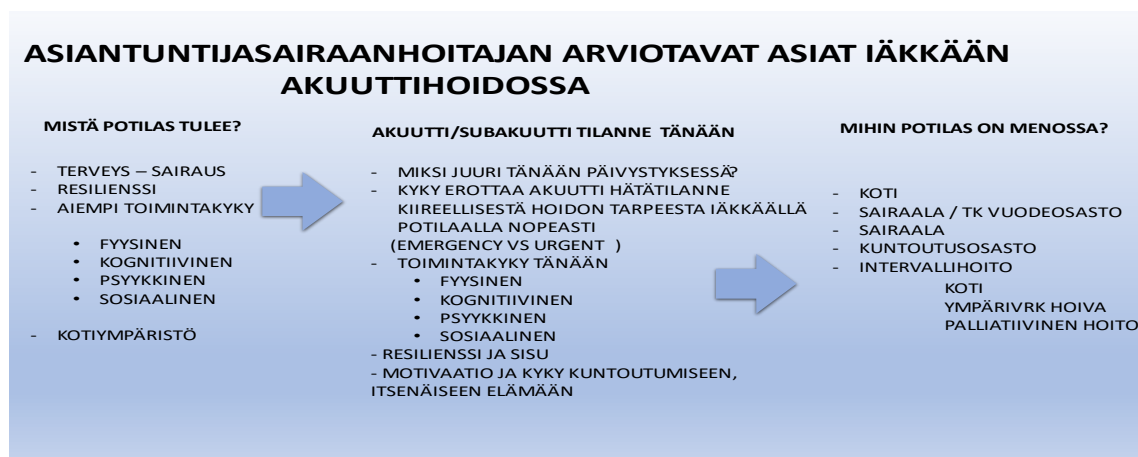 ASIANTUNTIJASAIRAANHOITAJAN ARVIOTAVAT ASIAT IÄKKÄÄN
AKUUTTIHOIDOSSA
MISTÄ POTILAS TULEE?
- TERVEYS – SAIRAUS
- RESILIENSSI
- AIEMPI TOIMINTAKYKY
• FYYSINEN
• KOGNITIIVINEN
• PSYYKKINEN
• SOSIAALINEN
- KOTIYMPÄRISTÖ
AKUUTTI/SUBAKUUTTI TILANNE TÄNÄÄN
- MIKSI JUURI TÄNÄÄN PÄIVYSTYKSESSÄ?
- KYKY EROTTAA AKUUTTI HÄTÄTILANNE
KIIREELLISESTÄ HOIDON TARPEESTA IÄKKÄÄLLÄ
POTILAALLA NOPEASTI
(EMERGENCY VS URGENT )
- TOIMINTAKYKY TÄNÄÄN
• FYYSINEN
• KOGNITIIVINEN
• PSYYKKINEN
• SOSIAALINEN
- RESILIENSSI JA SISU
- MOTIVAATIO JA KYKY KUNTOUTUMISEEN,
ITSENÄISEEN ELÄMÄÄN
MIHIN POTILAS ON MENOSSA?
- KOTI
- SAIRAALA / TK VUODEOSASTO
- SAIRAALA
- KUNTOUTUSOSASTO
- INTERVALLIHOITO
KOTI
YMPÄRIVRK HOIVA
PALLIATIIVINEN HOITO